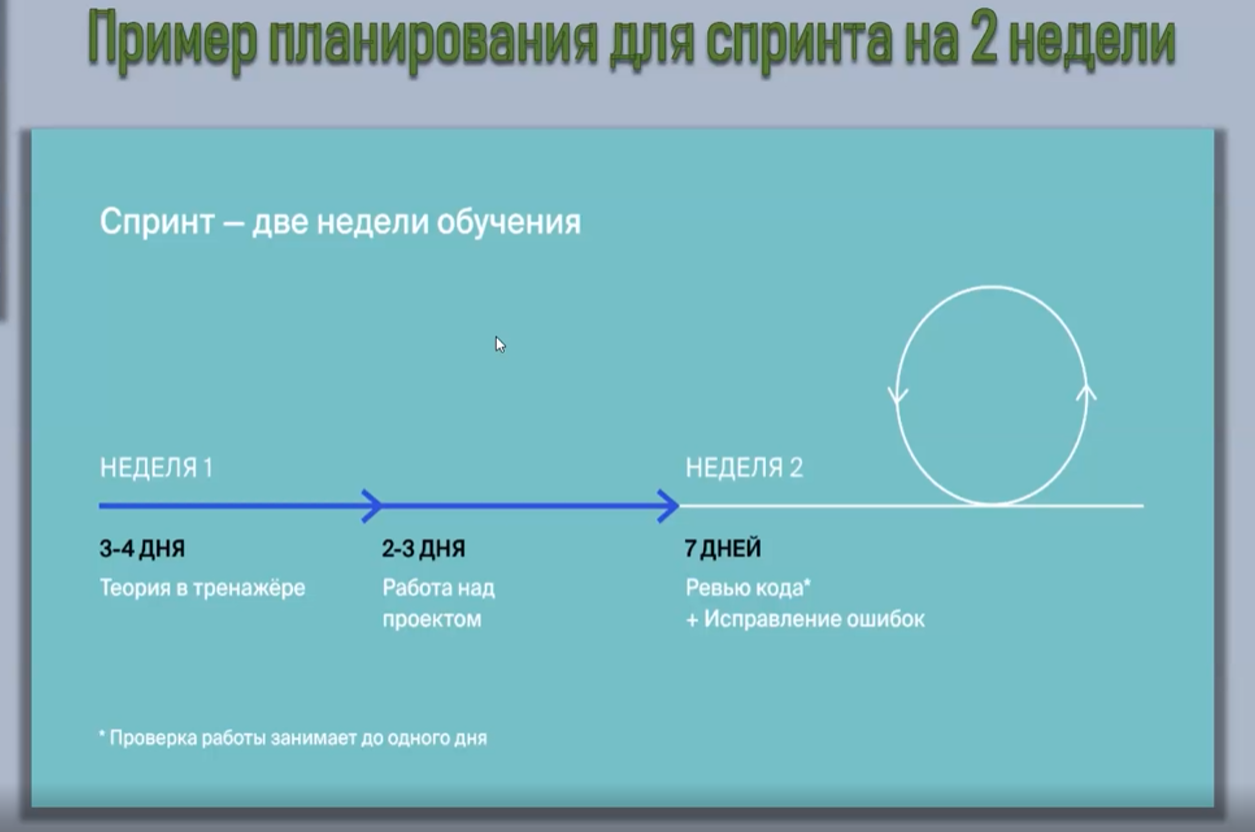 Пример планирования для спринта на 2 недели
Спринт — две недели обучения
НЕДЕЛЯ 1
НЕДЕЛЯ 2
3-4 ДНЯ
2-3 ДНЯ
7 ДНЕЙ
Теория в тренажёре
Работа над
проектом
Ревью кода*
+ Исправление ошибок
* Проверка работы занимает до одного дня